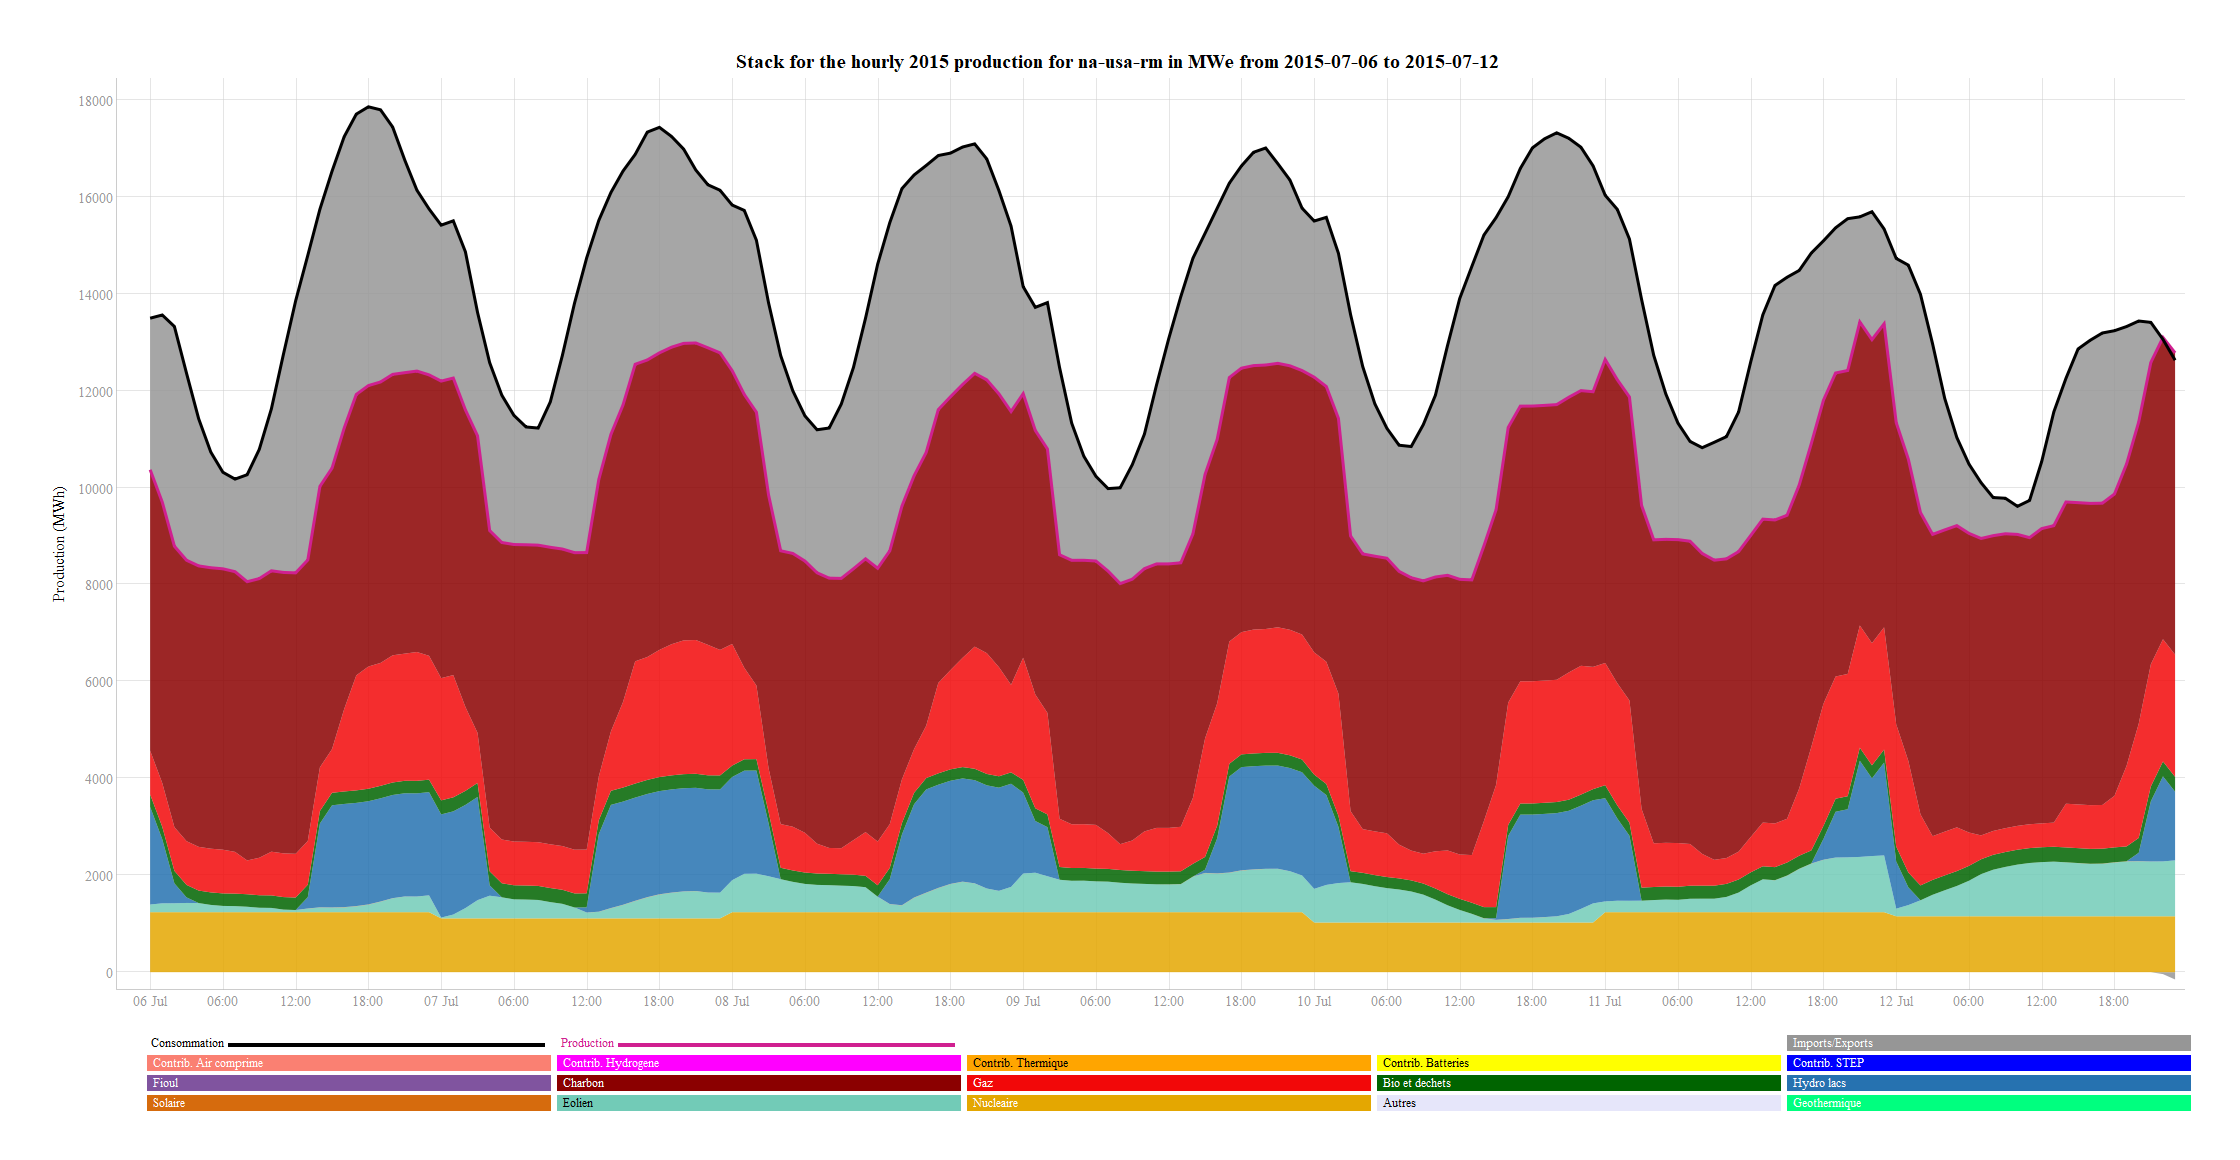 Stack for the hourly 2015 production for na-usa-rm in MWe from 2015-07-06 to 2015-07-12
18000
16000
14000
12000
10000
8000
6000
4000
2000
0
Production (MWh)
06 Jul 06:00 12:00 18:00 07 Jul 06:00 12:00 18:00 08 Jul 06:00 12:00 18:00 09 Jul 06:00 12:00 18:00 10 Jul 06:00 12:00 18:00 11 Jul 06:00 12:00 18:00 12 Jul 06:00 12:00 18:00
Consommation Production Imports/Exports
Contrib. Air comprime Contrib. Hydrogene Contrib. Thermique Contrib. Batteries Contrib. STEP
Fioul Charbon Gaz Bio et dechets Hydro lacs
Solaire Eolien Nucleaire Autres Geothermique